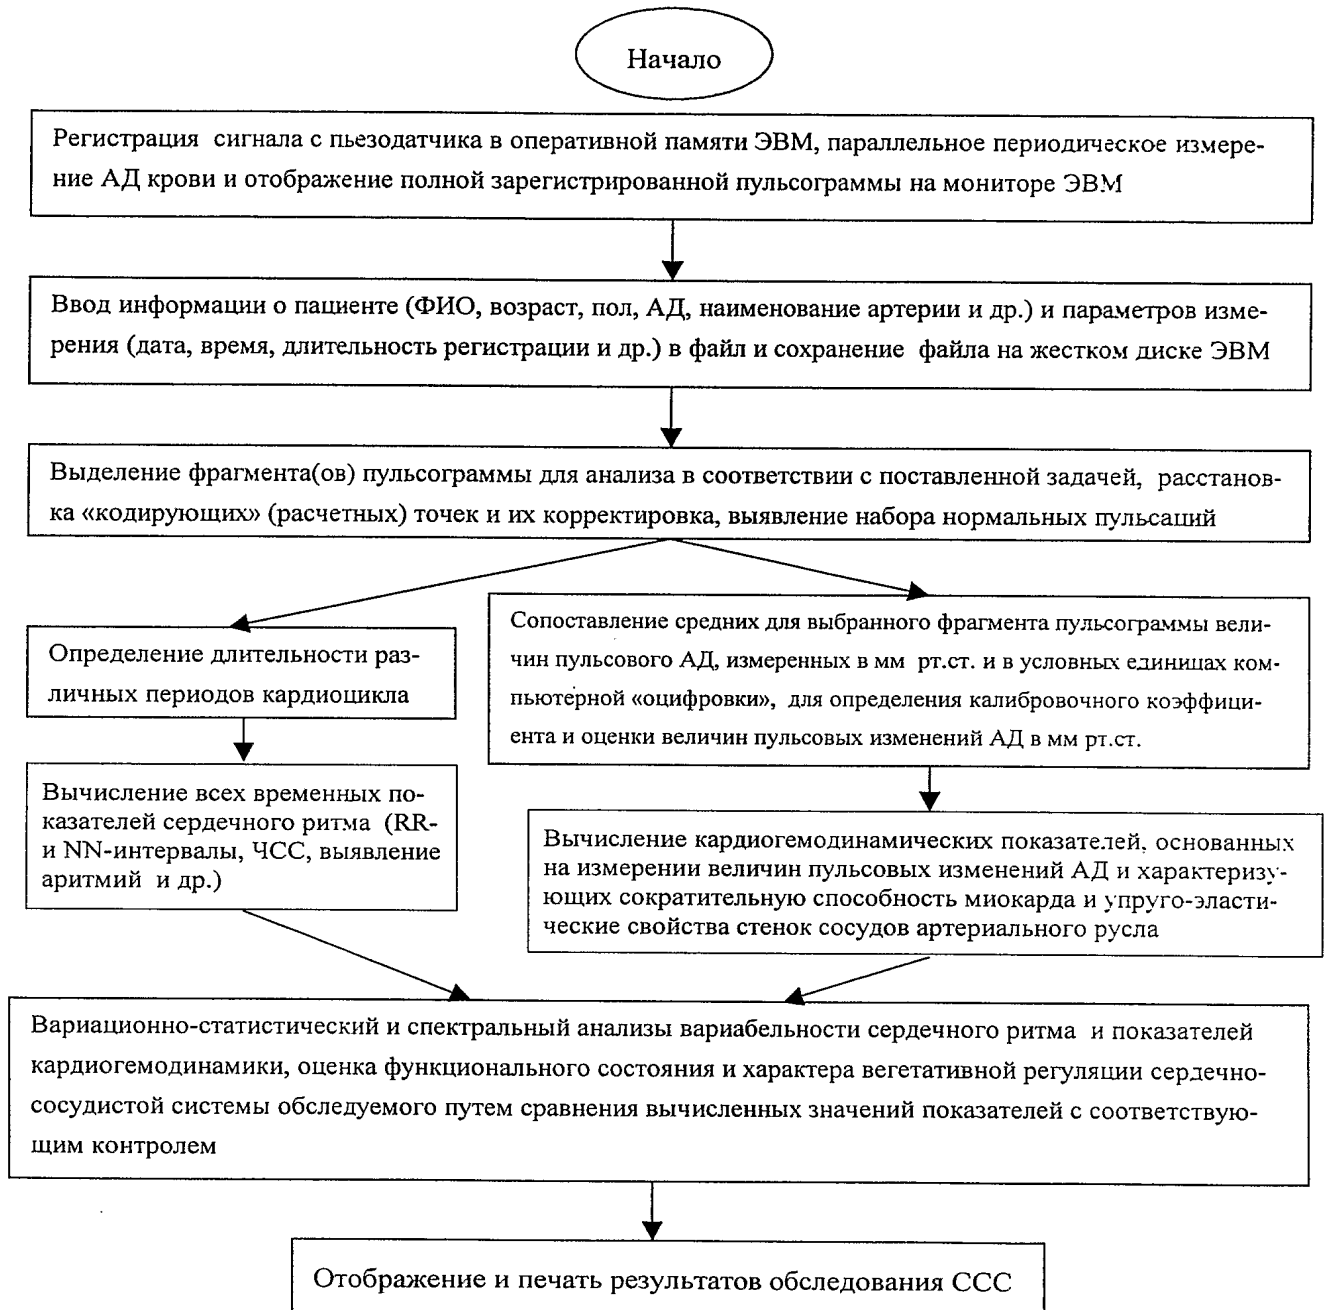 Начало
Регистрация сигнала с пьезодатчика в оперативной памяти ЭВМ, параллельное периодическое измере-
ние АД крови и отображение полной зарегистрированной пульсограммы на мониторе ЭВМ
Ввод информации о пациенте (ФИО, возраст, пол, АД, наименование артерии и др.) и параметров изме-
рения (дата, время, длительность регистрации и др.) в файл и сохранение файла на жестком диске ЭВМ
Выделение фрагмента(ов) пульсограммы для анализа в соответствии с поставленной задачей, расстанов-
ка «кодирующих» (расчетных) точек и их корректировка, выявление набора нормальных пульсаций
Определение длительности раз-
личных периодов кардиоцикла
Вычисление всех временных по-
казателей сердечного ритма (RR-
и NN-интервалы, ЧСС, выявление
аритмий и др.)
Сопоставление средних для выбранного фрагмента пульсограммы вели-
чин пульсового АД, измеренных в мм рт.ст. и в условных единицах ком-
пьютерной «оцифровки», для определения калибровочного коэффици-
ента и оценки величин пульсовых изменений АД в мм рт.ст.
Вычисление кардиогемодинамических показателей, основанных
на измерении величин пульсовых изменений АД и характеризу-
ющих сократительную способность миокарда и упруго-эласти-
ческие свойства стенок сосудов артериального русла
Вариационно-статистический и спектральный анализы вариабельности сердечного ритма и показателей
кардиогемодинамики, оценка функционального состояния и характера вегетативной регуляции сердечно-
сосудистой системы обследуемого путем сравнения вычисленных значений показателей с соответствую-
щим контролем
Отображение и печать результатов обследования ССС